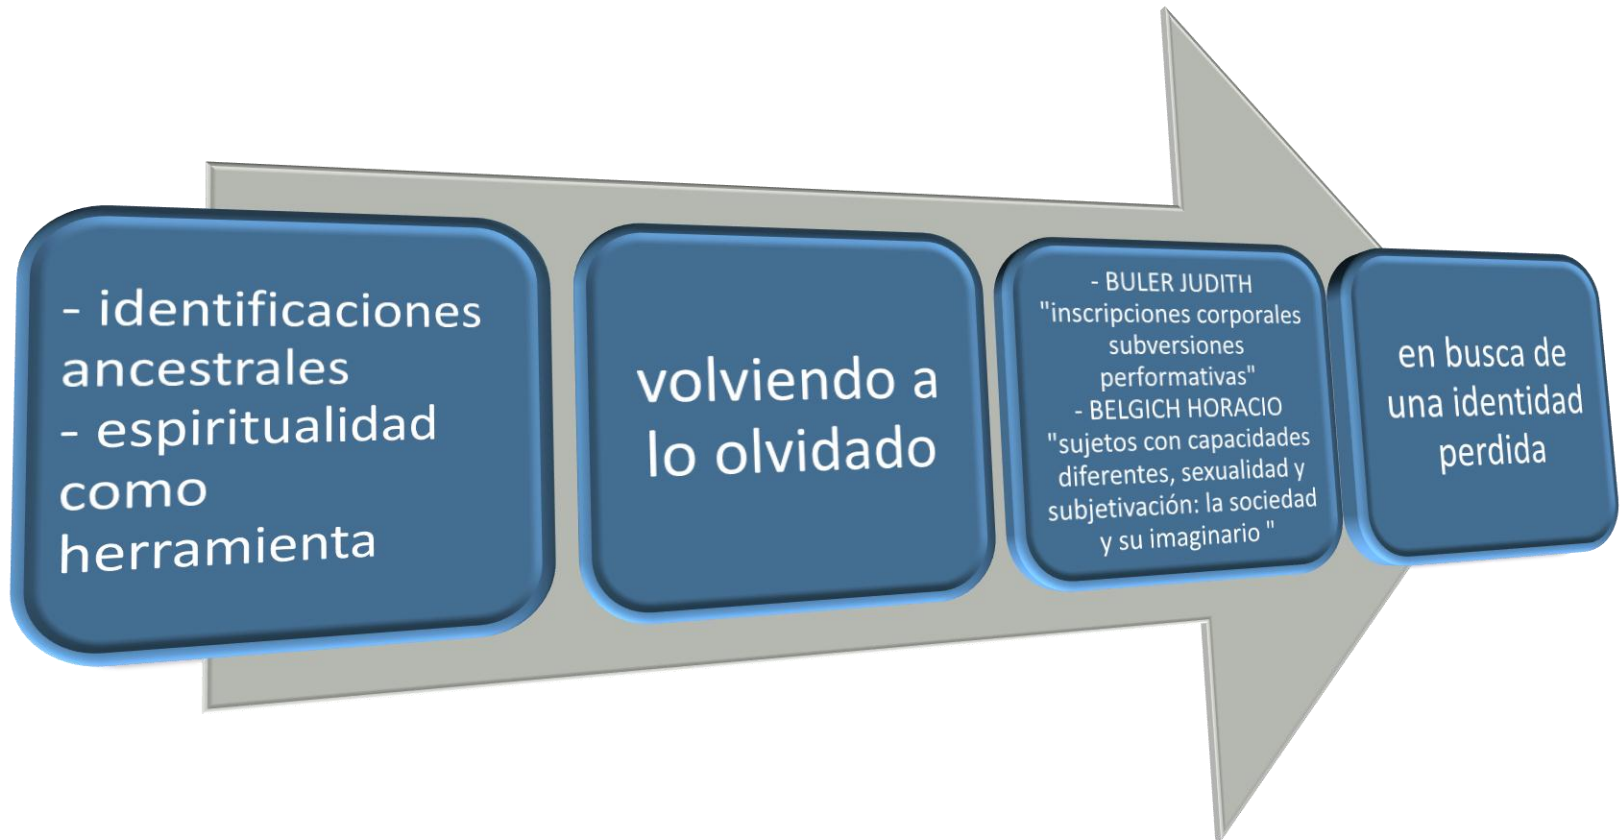 - identificaciones
ancestrales
- espiritualidad
como
herramienta
volviendo a
lo olvidado
- BULER JUDITH
"inscripciones corporales
subversiones
performativas"
- BELGICH HORACIO
"sujetos con capacidades
diferentes, sexualidad y
subjetivación: la sociedad
y su imaginario "
en busca de
una identidad
perdida